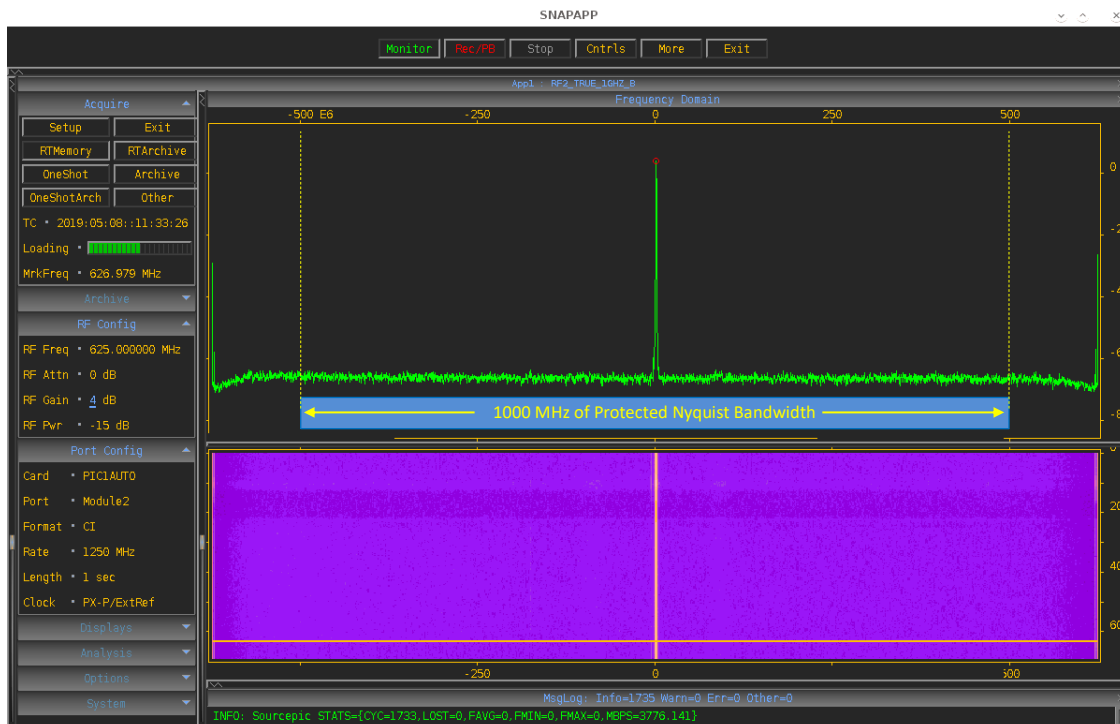 SNAPAPP
Monitor Rec/PB Stop Cntrls More Exit
App1 : RF2_TRUE_1GHZ_B
Acquire
Setup Exit
RTMemory RTArchive
OneShot Archive
OneShotArch Other
TC • 2019:05:08::11:33:26
Loading •
MrkFreq • 626.979 MHz
Archive
RF Config
RF Freq • 625.000000 MHz
RF Attn • 0 dB
RF Gain • 4 dB
RF Pwr • -15 dB
Port Config
Card • PIC1AUTO
Port • Module2
Format • CI
Rate • 1250 MHz
Length • 1 sec
Clock • PX-P/ExtRef
Displays
Analysis
Options
System
Frequency Domain
-500 E6 -250 0 250 500
0
-2
-4
-6
-8
1000 MHz of Protected Nyquist Bandwidth
0
20
40
60
-250 0 500
MsgLog: Info=1735 Warn=0 Err=0 Other=0
INFO: Sourcepic STATS={CYC=1733,LOST=0,FAVG=0,FMIN=0,FMAX=0,MBPS=3776.141}